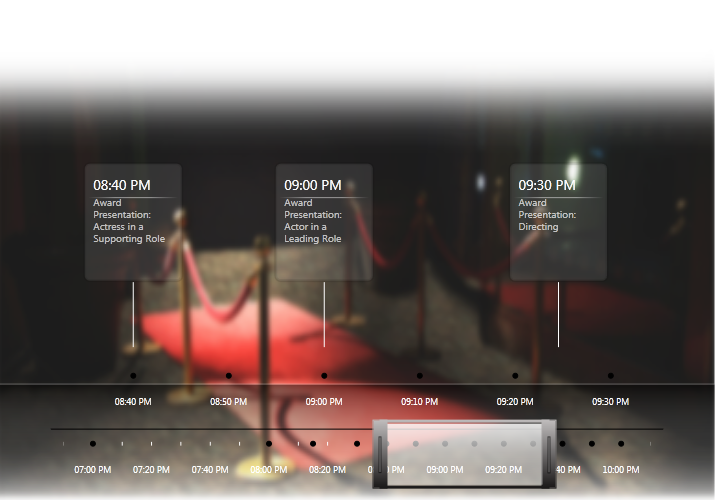 08:40 PM
Award
Presentation:
Actress in a
Supporting Role
09:00 PM
Award
Presentation:
Actor in a
Leading Role
09:30 PM
Award
Presentation:
Directing
08:40 PM 08:50 PM 09:00 PM 09:10 PM 09:20 PM 09:30 PM
07:00 PM 07:20 PM 07:40 PM 08:00 PM 08:20 PM PM 09:00 PM 09:20 PM 40 PM 10:00 PM